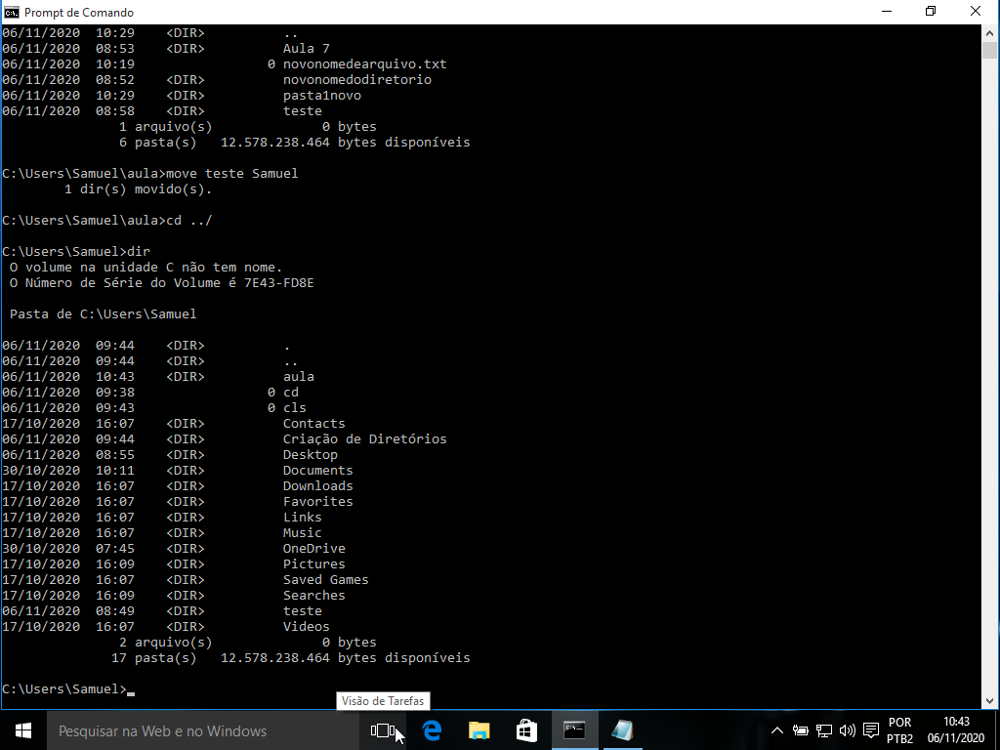 Prompt de Comando
06/11/2020  10:29    <DIR>          ..
06/11/2020  08:53    <DIR>          Aula 7
06/11/2020  10:19                 0 novonomedearquivo.txt
06/11/2020  08:52    <DIR>          novonomedodiretorio
06/11/2020  10:29    <DIR>          pasta1novo
06/11/2020  08:58    <DIR>          teste
               1 arquivo(s)              0 bytes
               6 pasta(s)   12.578.238.464 bytes disponíveis
C:\Users\Samuel\aula>move teste Samuel
        1 dir(s) movido(s).
C:\Users\Samuel\aula>cd ../
C:\Users\Samuel>dir
 O volume na unidade C não tem nome.
 O Número de Série do Volume é 7E43-FD8E
 Pasta de C:\Users\Samuel
06/11/2020  09:44    <DIR>          .
06/11/2020  09:44    <DIR>          ..
06/11/2020  10:43    <DIR>          aula
06/11/2020  09:38                 0 cd
06/11/2020  09:43                 0 cls
17/10/2020  16:07    <DIR>          Contacts
06/11/2020  09:44    <DIR>          Criação de Diretórios
06/11/2020  08:55    <DIR>          Desktop
30/10/2020  10:11    <DIR>          Documents
17/10/2020  16:07    <DIR>          Downloads
17/10/2020  16:07    <DIR>          Favorites
17/10/2020  16:07    <DIR>          Links
17/10/2020  16:07    <DIR>          Music
30/10/2020  07:45    <DIR>          OneDrive
17/10/2020  16:09    <DIR>          Pictures
17/10/2020  16:07    <DIR>          Saved Games
17/10/2020  16:09    <DIR>          Searches
06/11/2020  08:49    <DIR>          teste
17/10/2020  16:07    <DIR>          Videos
               2 arquivo(s)              0 bytes
              17 pasta(s)   12.578.238.464 bytes disponíveis
C:\Users\Samuel>
Visão de Tarefas
Pesquisar na Web e no Windows
POR
PTB2
10:43
06/11/2020